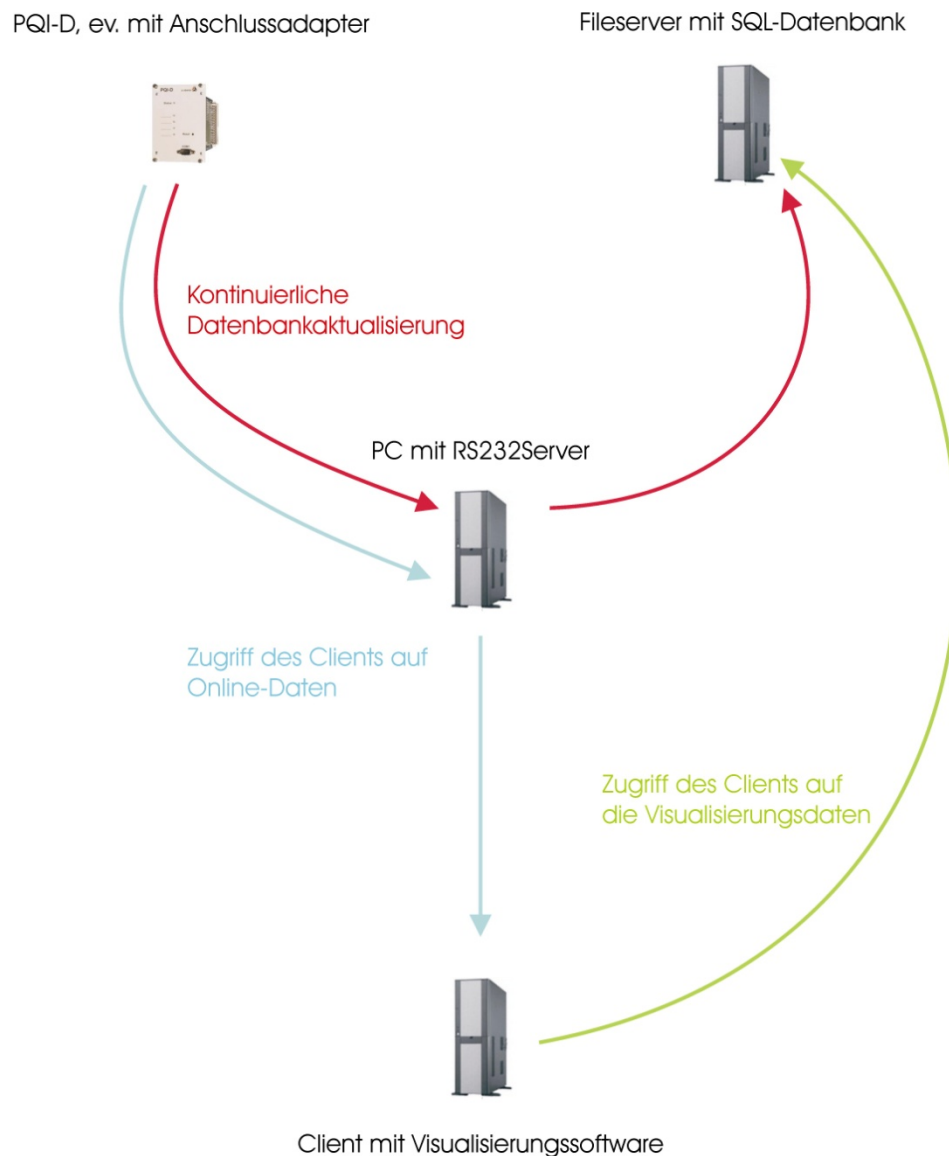 PQI-D, ev. mit Anschlussadapter
Fileserver mit SQL-Datenbank
PQI-D
Kontinuierliche
Datenbankaktualisierung
PC mit RS232Server
Zugriff des Clients auf
Online-Daten
Zugriff des Clients auf
die Visualisierungsdaten
Client mit Visualisierungssoftware